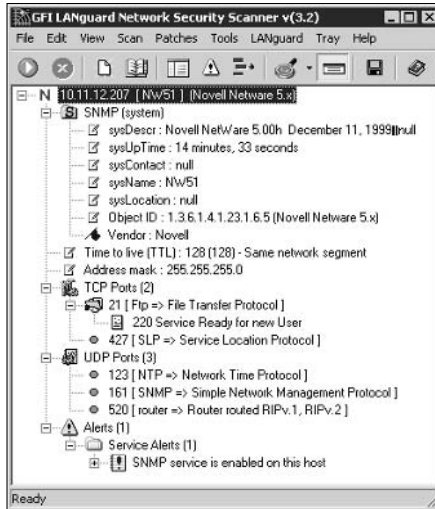 GFI LANguard Network Security Scanner v(3.2)
File Edit View Scan Patches Tools LANguard Tray Help
N 10.11.12.207 [ NW51 ] (Novell Netware 5.x)
SNMP (system)
sysDescr : Novell NetWare 5.00h December 11, 1999||null
sysUpTime : 14 minutes, 33 seconds
sysContact : null
sysName : NW51
sysLocation : null
Object ID : 1.3.6.1.4.1.23.1.6.5 (Novell Netware 5.x)
Vendor : Novell
Time to live (TTL) : 128 (128) - Same network segment
Address mask : 255.255.255.0
TCP Ports (2)
21 [ Ftp => File Transfer Protocol ]
220 Service Ready for new User
427 [ SLP => Service Location Protocol ]
UDP Ports (3)
123 [ NTP => Network Time Protocol ]
161 [ SNMP => Simple Network Management Protocol ]
520 [ router => Router routed RIPv.1, RIPv.2 ]
Alerts (1)
Service Alerts (1)
SNMP service is enabled on this host
Ready